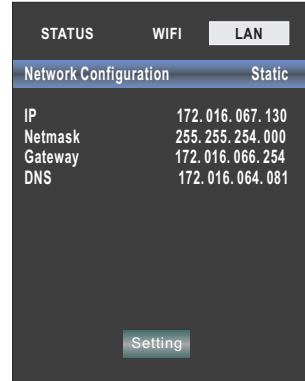 STATUS WIFI LAN
Network Configuration Static
IP 172.016.067.130
Netmask 255.255.254.000
Gateway 172.016.066.254
DNS 172.016.064.081
Setting